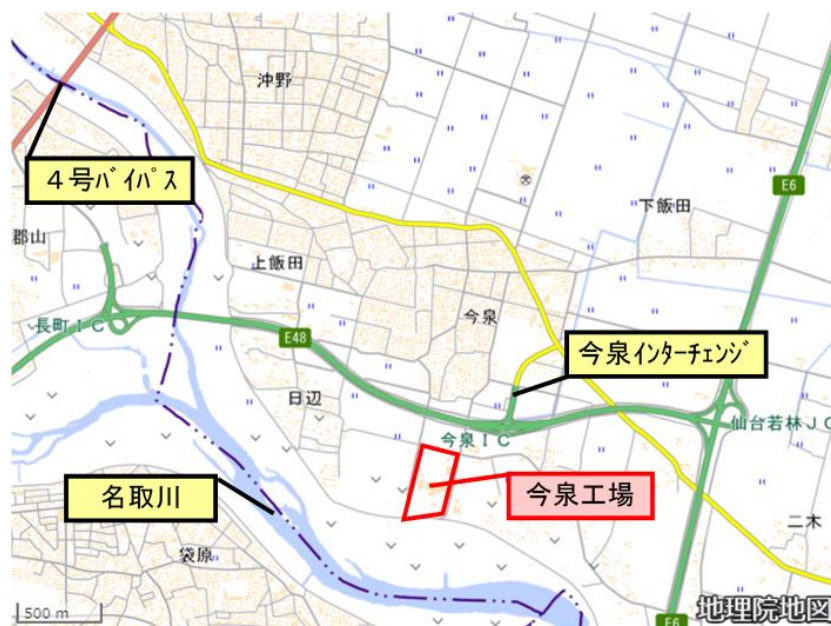 沖野
4号ﾊﾞｲﾊﾟｽ
E6
下飯田
郡山
上飯田
長町IC
E48
今泉
今泉ｲﾝﾀｰﾁｪﾝｼﾞ
日辺
今泉IC
仙台若林JC
名取川
今泉工場
二木
袋原
500 m
E6
地理院地図